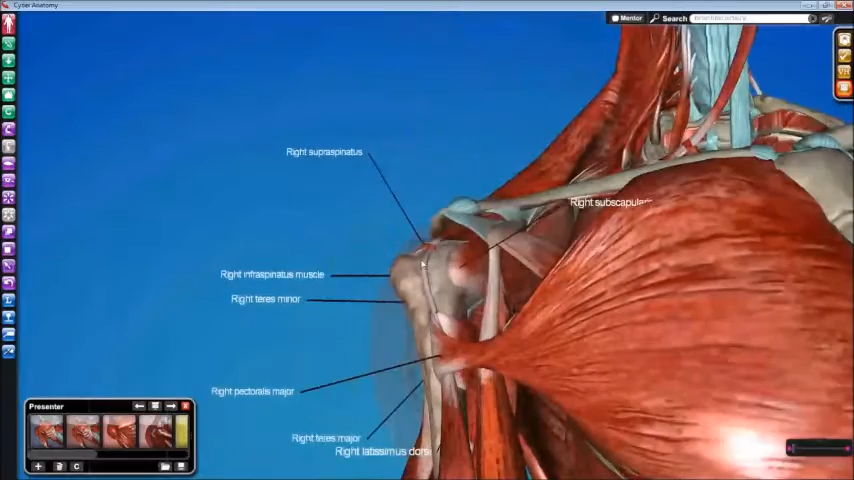 Cyber Anatomy
Mentor
Search
Right supraspinatus
Right subscapularis
Right infraspinatus muscle
Right teres minor
Right pectoralis major
Right teres major
Right latissimus dorsi
Presenter
C
VH
L
C